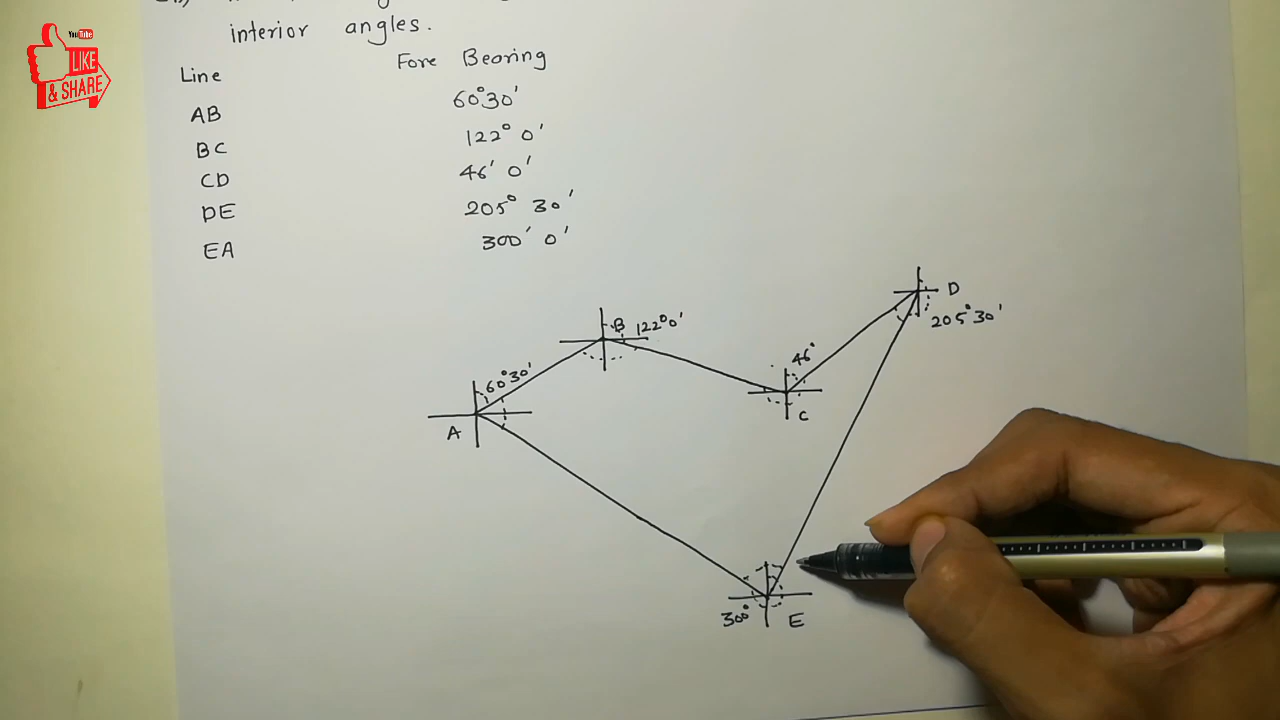 interior angles.
Line Fore Bearing
AB 60°30'
BC 122° 0'
CD 46' 0'
DE 205° 30'
EA 300' 0'
D
205°30'
B 122°0'
46°
60°30'
C
A
300° E
YouTube
LIKE
& SHARE